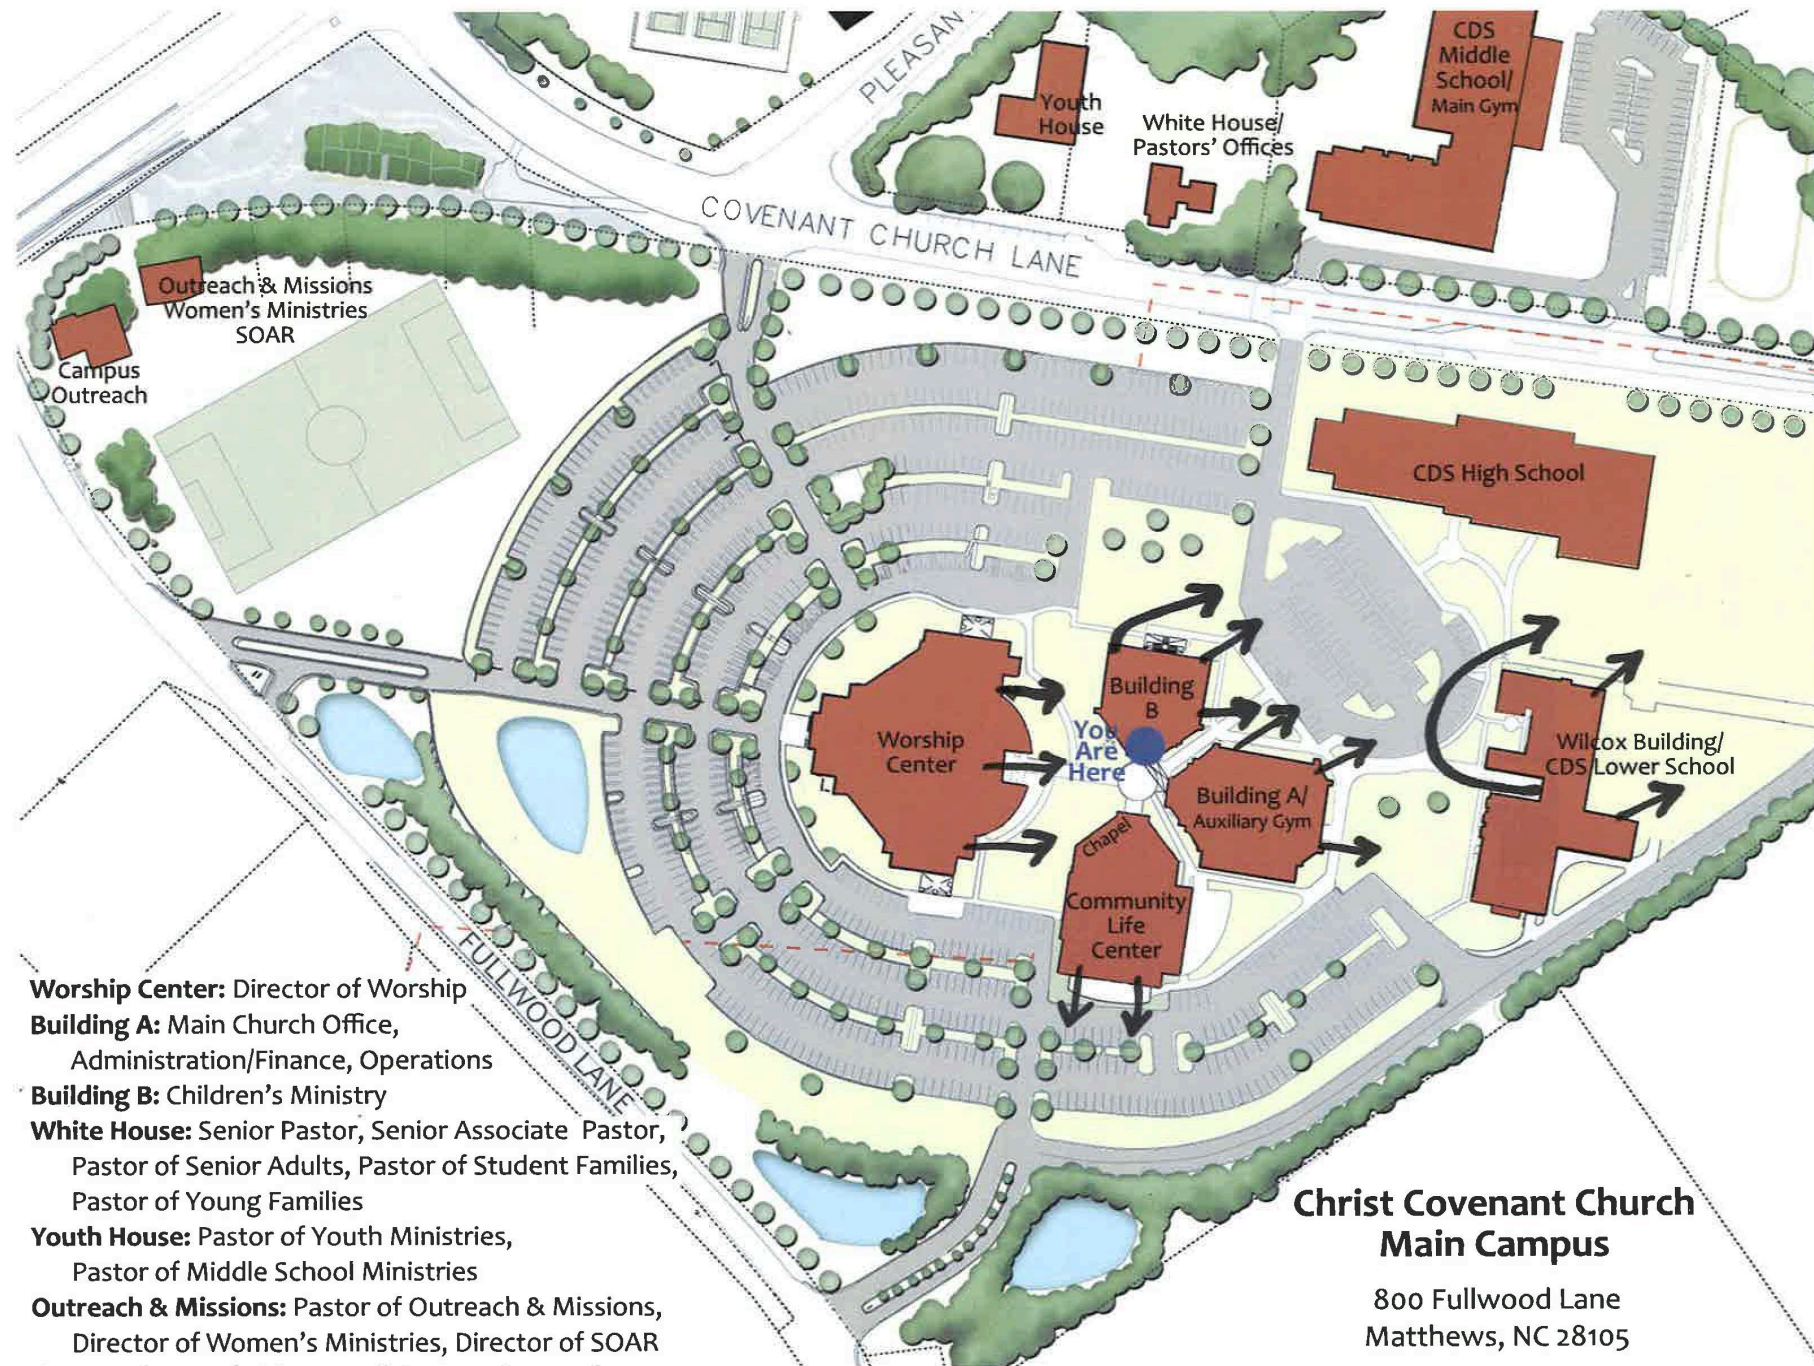 PLEASANT
CDS
Middle
School/
Main Gym
Youth
House
White House/
Pastors' Offices
COVENANT CHURCH LANE
Outreach & Missions
Women's Ministries
SOAR
Campus
Outreach
CDS High School
Building
B
You
Are
Here
Worship
Center
Wilcox Building/
CDS Lower School
Building A/
Auxiliary Gym
Chapel
Community
Life
Center
FULLWOOD LANE
Worship Center: Director of Worship
Building A: Main Church Office,
Administration/Finance, Operations
Building B: Children's Ministry
White House: Senior Pastor, Senior Associate Pastor,
Pastor of Senior Adults, Pastor of Student Families,
Pastor of Young Families
Youth House: Pastor of Youth Ministries,
Pastor of Middle School Ministries
Outreach & Missions: Pastor of Outreach & Missions,
Director of Women's Ministries, Director of SOAR
Christ Covenant Church
Main Campus
800 Fullwood Lane
Matthews, NC 28105